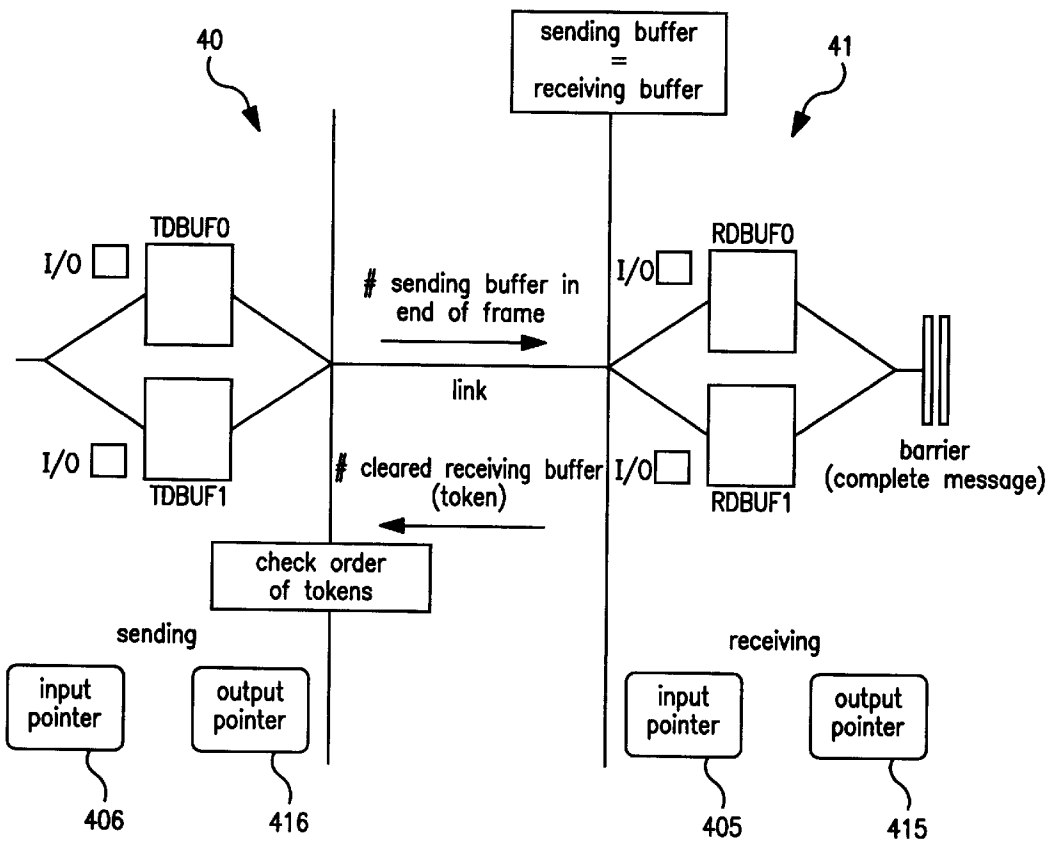 40
sending buffer
=
receiving buffer
41
TDBUF0
I/O
# sending buffer in
end of frame
RDBUF0
I/O
link
I/O
TDBUF1
# cleared receiving buffer
(token)
I/O
RDBUF1
barrier
(complete message)
check order
of tokens
sending
receiving
input
pointer
output
pointer
input
pointer
output
pointer
406
416
405
415